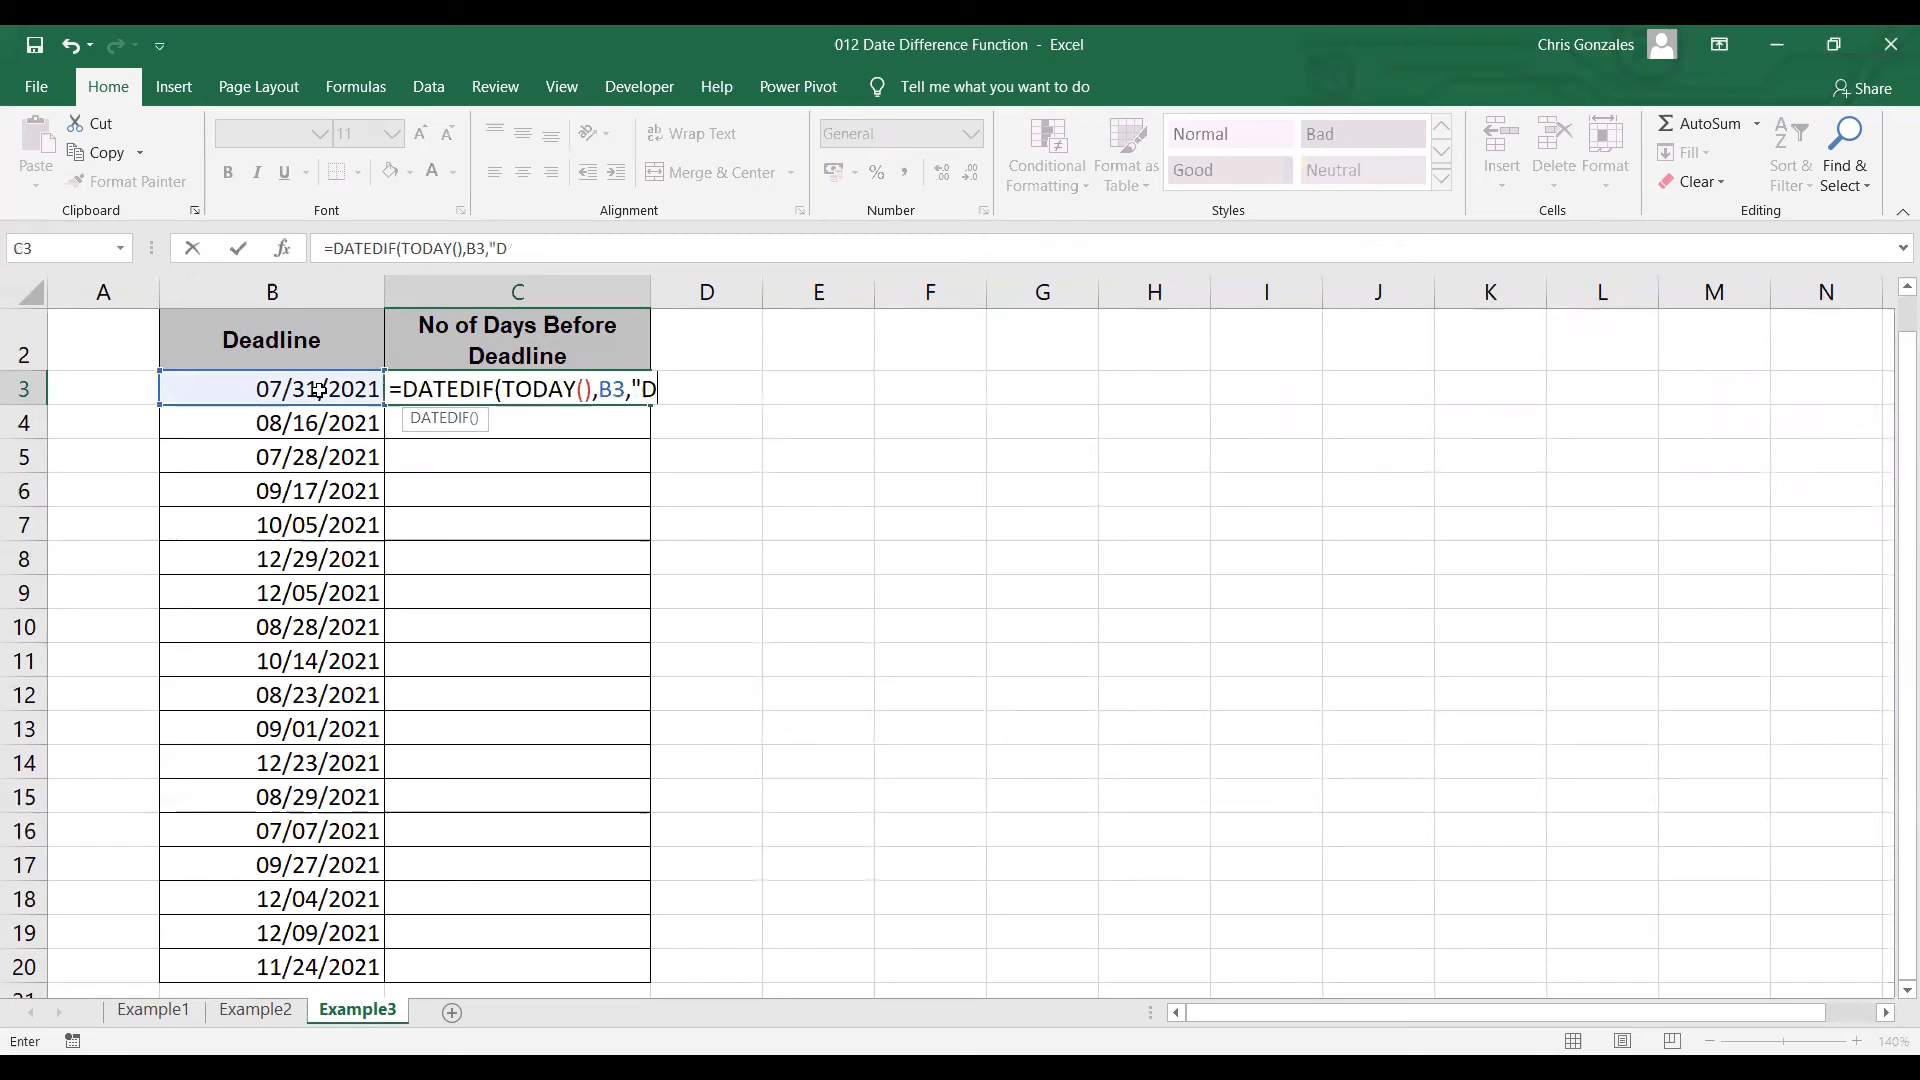 012 Date Difference Function - Excel
Chris Gonzales
File Home Insert Page Layout Formulas Data Review View Developer Help Power Pivot Tell me what you want to do Share
Paste
Cut
Copy
Format Painter
Clipboard
11
B I U A
Font
Wrap Text
Merge & Center
Alignment
General
% ,
Number
Conditional Formatting
Format as Table
Normal Bad
Good Neutral
Styles
Insert Delete Format
Cells
AutoSum
Fill
Clear
Sort & Filter
Find & Select
Editing
C3 fx =DATEDIF(TODAY(),B3,"D
A B C D E F G H I J K L M N
2 Deadline No of Days Before Deadline
3 07/31/2021 =DATEDIF(TODAY(),B3,"D
DATEDIF()
4 08/16/2021
5 07/28/2021
6 09/17/2021
7 10/05/2021
8 12/29/2021
9 12/05/2021
10 08/28/2021
11 10/14/2021
12 08/23/2021
13 09/01/2021
14 12/23/2021
15 08/29/2021
16 07/07/2021
17 09/27/2021
18 12/04/2021
19 12/09/2021
20 11/24/2021
Example1 Example2 Example3
Enter
140%